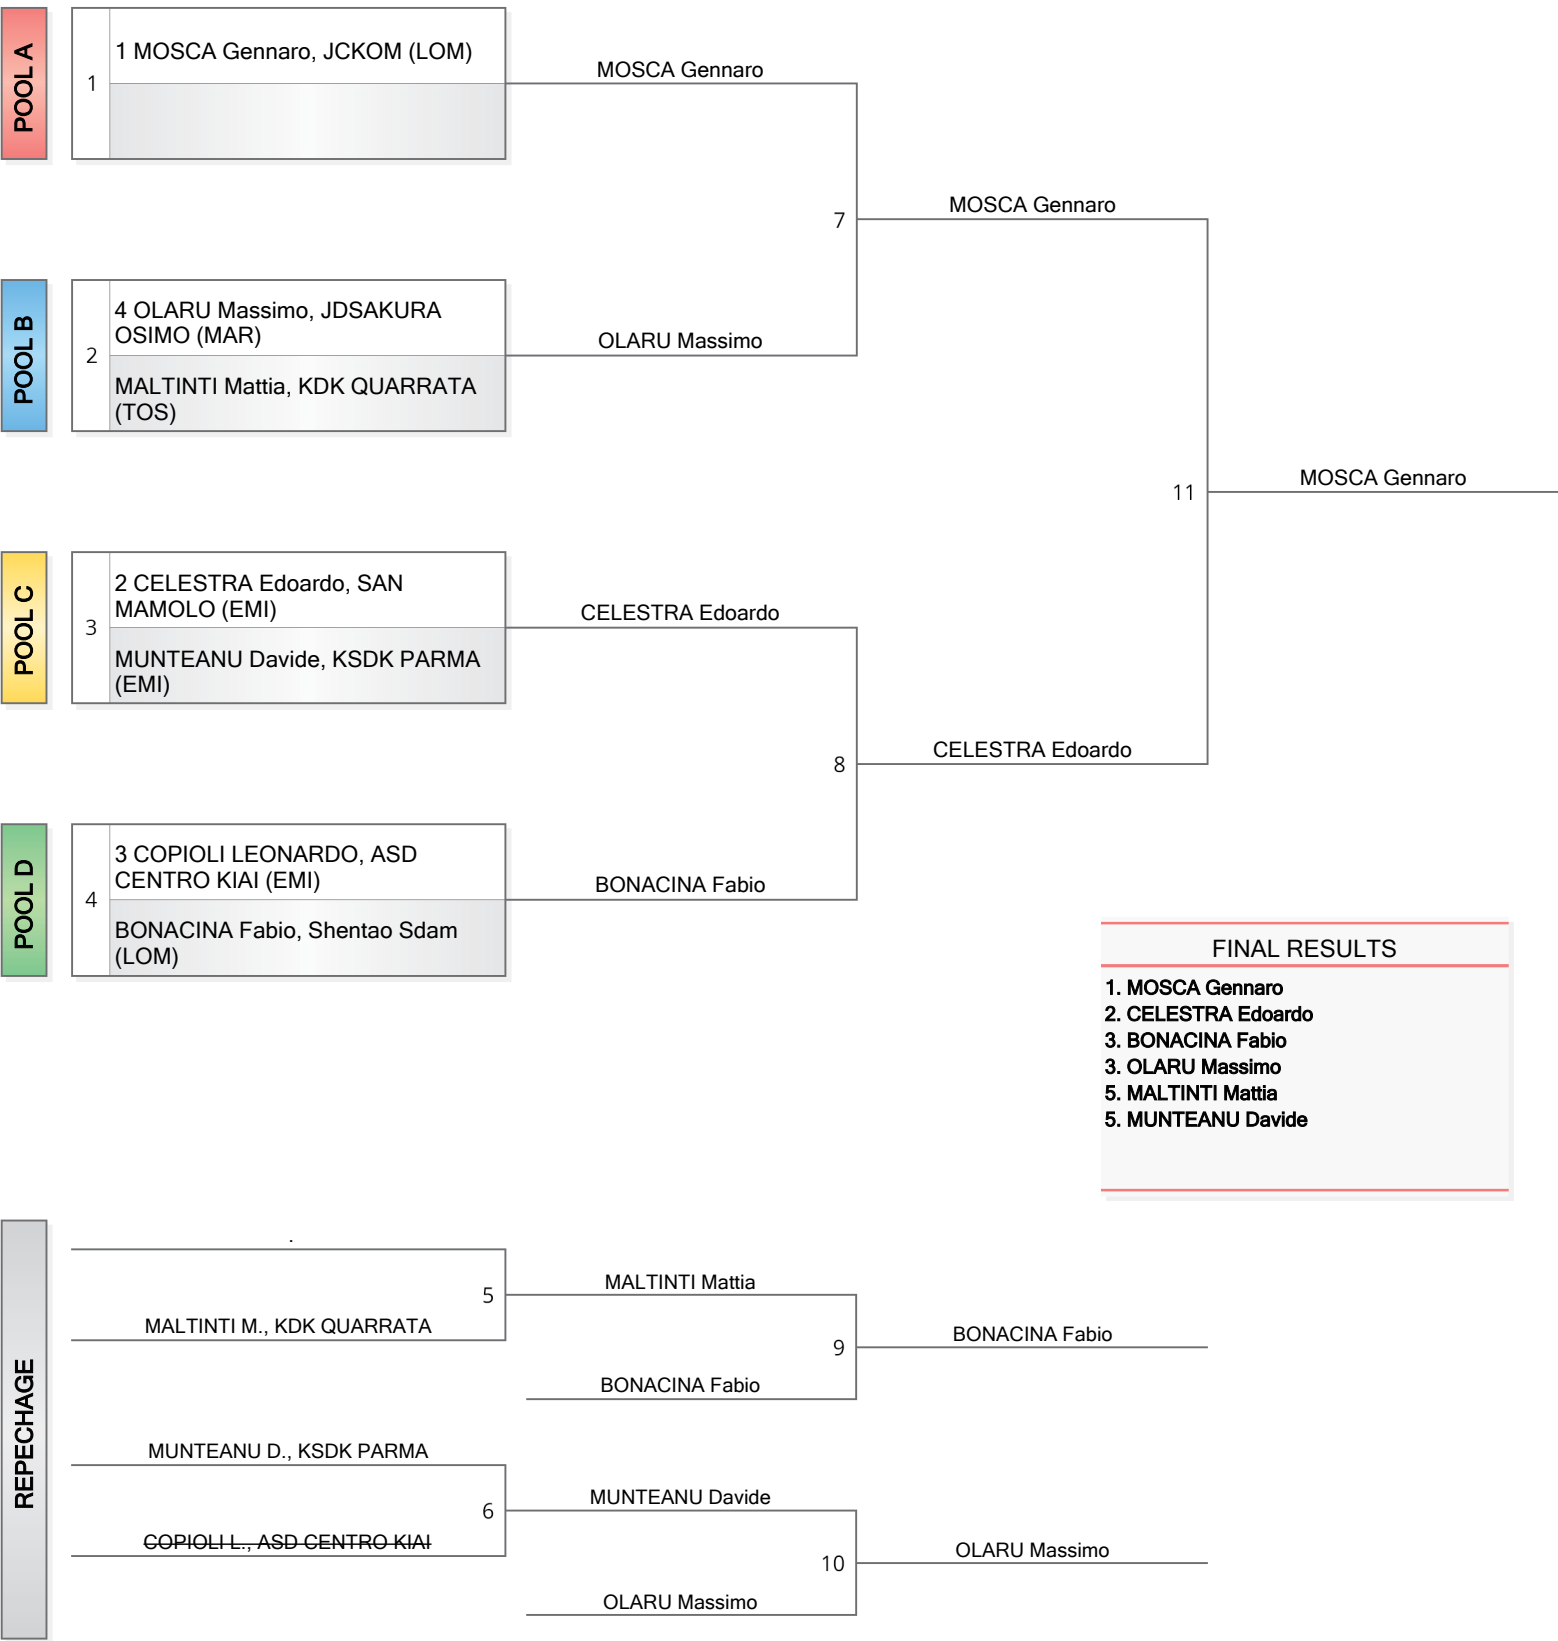 POOL A
1
1 MOSCA Gennaro, JCKOM (LOM)
MOSCA Gennaro
7
MOSCA Gennaro
POOL B
2
4 OLARU Massimo, JDSAKURA
OSIMO (MAR)
MALTINTI Mattia, KDK QUARRATA
(TOS)
OLARU Massimo
11
MOSCA Gennaro
POOL C
3
2 CELESTRA Edoardo, SAN
MAMOLO (EMI)
MUNTEANU Davide, KSDK PARMA
(EMI)
CELESTRA Edoardo
8
CELESTRA Edoardo
POOL D
4
3 COPIOLI LEONARDO, ASD
CENTRO KIAI (EMI)
BONACINA Fabio, Shentao Sdam
(LOM)
BONACINA Fabio
FINAL RESULTS
1. MOSCA Gennaro
2. CELESTRA Edoardo
3. BONACINA Fabio
3. OLARU Massimo
5. MALTINTI Mattia
5. MUNTEANU Davide
REPECHAGE
.
5
MALTINTI M., KDK QUARRATA
MALTINTI Mattia
9
BONACINA Fabio
BONACINA Fabio
MUNTEANU D., KSDK PARMA
6
COPIOLI L., ASD CENTRO KIAI
MUNTEANU Davide
10
OLARU Massimo
OLARU Massimo